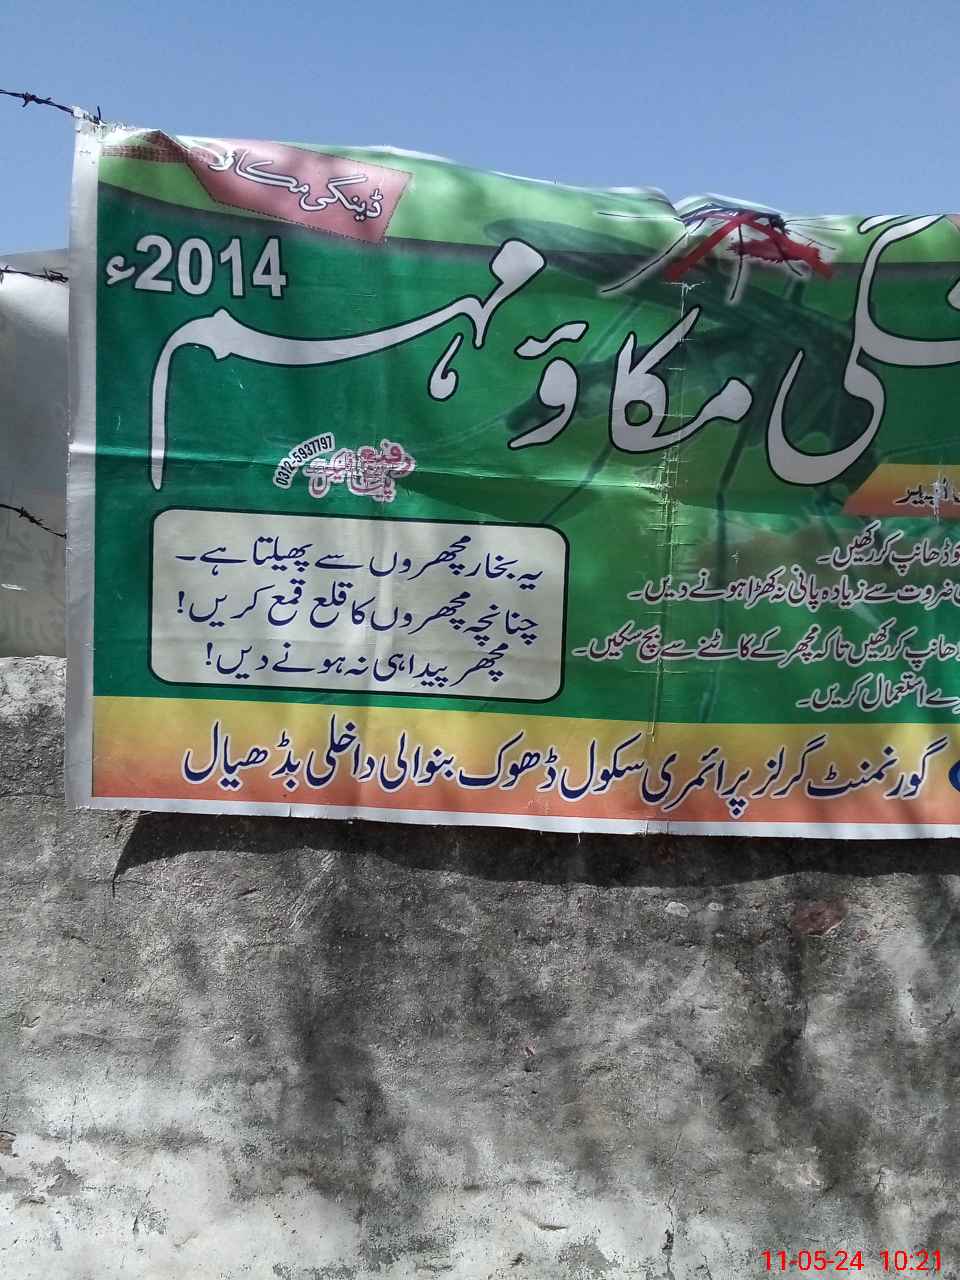 ڈینگی مکاؤ
2014ء
مکاؤ مہم
0312-5937797
یہ بخار مچھروں سے پھیلتا ہے۔
چنانچہ مچھروں کا قلع قمع کریں!
مچھر پیدا ہی نہ ہونے دیں!
ڈھانپ کر رکھیں۔
ضروت سے زیادہ پانی نہ کھڑا ہونے دیں۔
ڈھانپ کر رکھیں تاکہ مچھر کے کاٹنے سے بچ سکیں۔
استعمال کریں۔
گورنمنٹ گرلز پرائمری سکول ڈھوک بنوالی داخلی بڈھیال
11-05-24 10:21